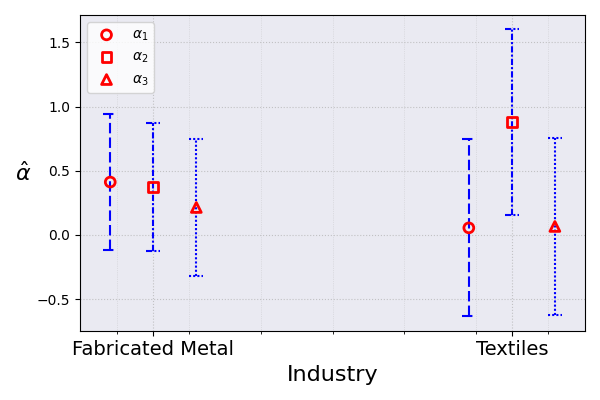 α₁
α₂
α₃
1.5
1.0
0.5
0.0
−0.5
α̂
Fabricated Metal
Textiles
Industry